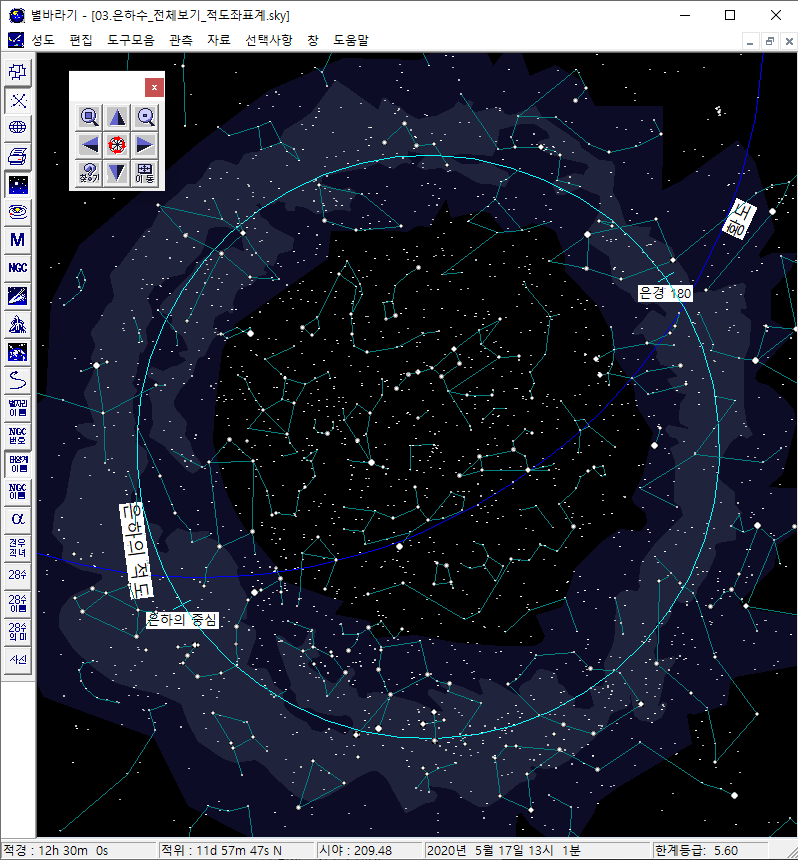 별바라기 - [03.은하수_전체보기_적도좌표계.sky]
성도 편집 도구모음 관측 자료 선택사항 창 도움말
찾기
이 동
M
NGC
별자리
이름
NGC
번호
태양계
이름
NGC
이름
α
견우
직녀
28수
28수
이름
28수
의 미
사신
황도
은경 180
은하의 적도
은하의 중심
적경 : 12h 30m 0s
적위 : 11d 57m 47s N
시야 : 209.48
2020년 5월 17일 13시 1분
한계등급: 5.60